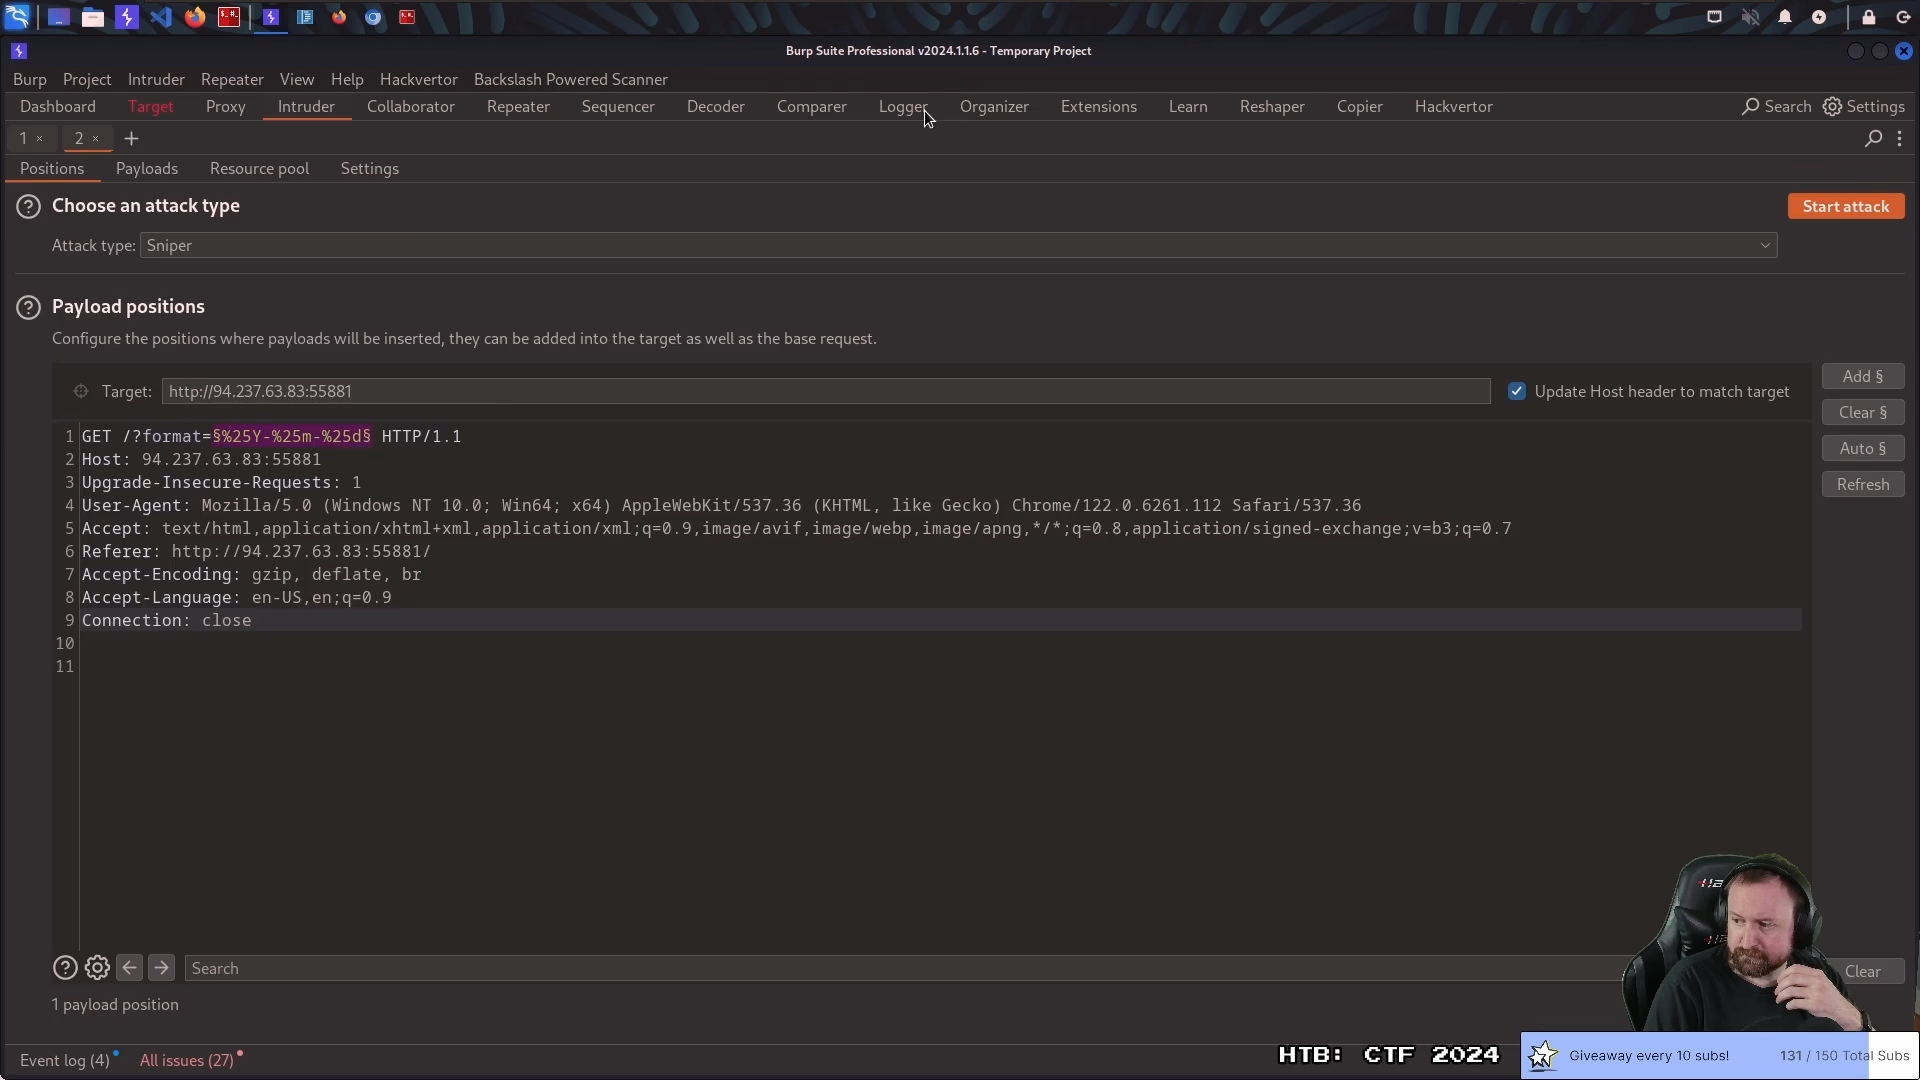 Burp Suite Professional v2024.1.1.6 - Temporary Project
Burp Project Intruder Repeater View Help Hackvertor Backslash Powered Scanner
Dashboard Target Proxy Intruder Collaborator Repeater Sequencer Decoder Comparer Logger Organizer Extensions Learn Reshaper Copier Hackvertor Search Settings
1 × 2 × +
Positions Payloads Resource pool Settings
? Choose an attack type
Start attack
Attack type: Sniper
? Payload positions
Configure the positions where payloads will be inserted, they can be added into the target as well as the base request.
Target: http://94.237.63.83:55881
Update Host header to match target
Add §
Clear §
Auto §
Refresh
1 GET /?format=§%25Y-%25m-%25d§ HTTP/1.1
2 Host: 94.237.63.83:55881
3 Upgrade-Insecure-Requests: 1
4 User-Agent: Mozilla/5.0 (Windows NT 10.0; Win64; x64) AppleWebKit/537.36 (KHTML, like Gecko) Chrome/122.0.6261.112 Safari/537.36
5 Accept: text/html,application/xhtml+xml,application/xml;q=0.9,image/avif,image/webp,image/apng,*/*;q=0.8,application/signed-exchange;v=b3;q=0.7
6 Referer: http://94.237.63.83:55881/
7 Accept-Encoding: gzip, deflate, br
8 Accept-Language: en-US,en;q=0.9
9 Connection: close
10
11
? Search
Clear
1 payload position
Event log (4) All issues (27)
HTB: CTF 2024
Giveaway every 10 subs! 131 / 150 Total Subs